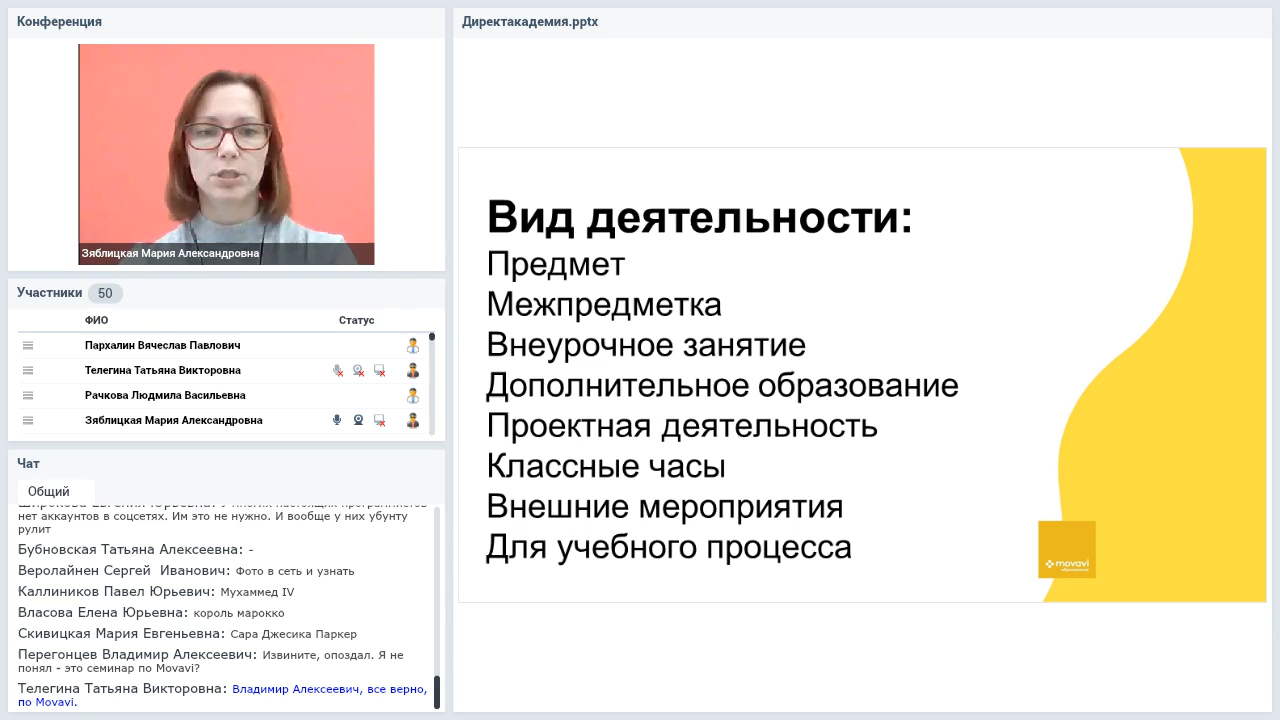 Конференция
Зяблицкая Мария Александровна
Участники 50
ФИО Статус
Пархалин Вячеслав Павлович
Телегина Татьяна Викторовна
Рачкова Людмила Васильевна
Зяблицкая Мария Александровна
Чат
Общий
нет аккаунтов в соцсетях. Им это не нужно. И вообще у них убунту
рулит
Бубновская Татьяна Алексеевна: -
Веролайнен Сергей Иванович: Фото в сеть и узнать
Каллиников Павел Юрьевич: Мухаммед IV
Власова Елена Юрьевна: король марокко
Скивицкая Мария Евгеньевна: Сара Джесика Паркер
Перегонцев Владимир Алексеевич: Извините, опоздал. Я не
понял - это семинар по Movavi?
Телегина Татьяна Викторовна: Владимир Алексеевич, все верно,
по Movavi.
Директакадемия.pptx
Вид деятельности:
Предмет
Межпредметка
Внеурочное занятие
Дополнительное образование
Проектная деятельность
Классные часы
Внешние мероприятия
Для учебного процесса
movavi